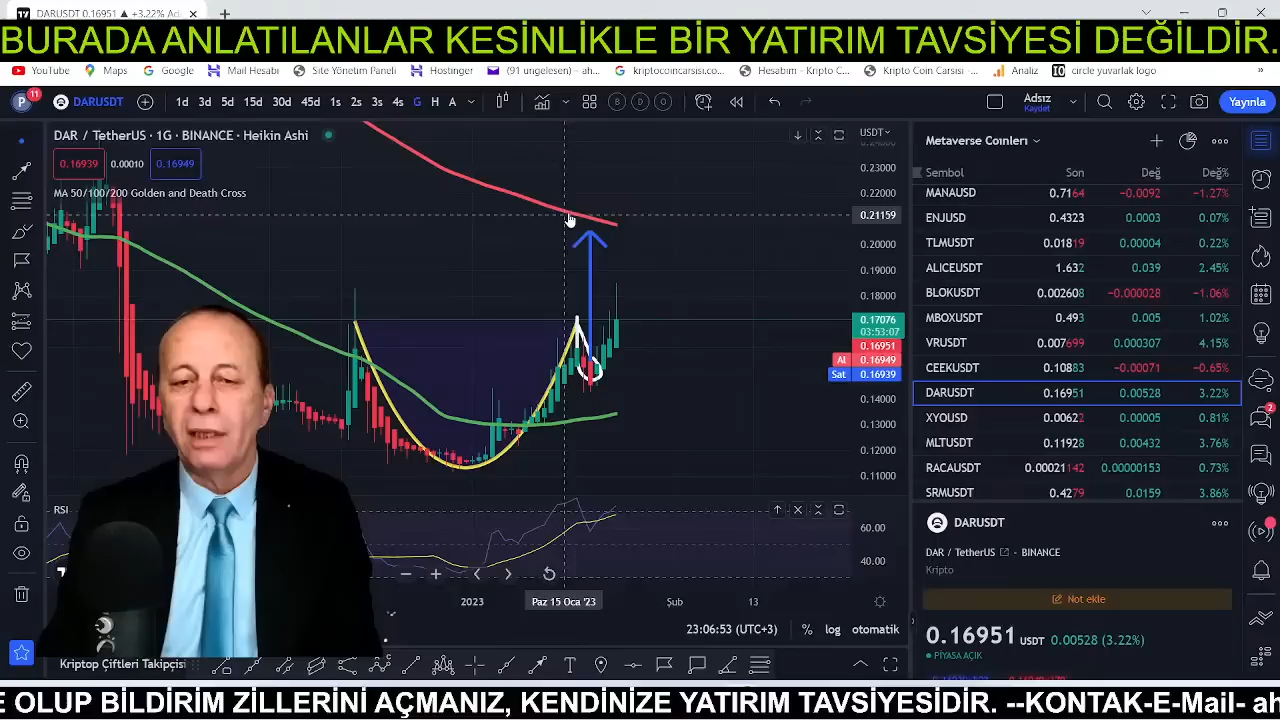 DARUSDT 0.16951 ▲ +3.22% Adı
BURADA ANLATILANLAR KESİNLİKLE BİR YATIRIM TAVSİYESİ DEĞİLDİR.
YouTube Maps Google Mail Hesabı Site Yönetim Paneli Hostinger (91 ungelesen) – ah... kriptocoincarsisi.co... Hesabım - Kripto C... Kripto Coin Carsısı -... Analiz circle yuvarlak logo »
P 11 DARUSDT 1d 3d 5d 15d 30d 45d 1s 2s 3s 4s G H A B D O Adsız Kaydet Yayınla
DAR / TetherUS · 1G · BINANCE · Heikin Ashi USDT
0.16939 0.00010 0.16949
MA 50/100/200 Golden and Death Cross
0.23000
0.22000
0.21159
0.20000
0.19000
0.18000
0.17076
03:53:07
0.16951
Al 0.16949
Sat 0.16939
0.14000
0.13000
0.12000
0.11000
RSI
60.00
40.00
2023 Paz 15 Oca '23 Şub 13
23:06:53 (UTC+3) % log otomatik
Kriptop Çiftleri Takipçisi
Metaverse Coınlerı
Sembol Son Değ Değ%
MANAUSD 0.7164 −0.0092 −1.27%
ENJUSD 0.4323 0.0003 0.07%
TLMUSDT 0.01819 0.00004 0.22%
ALICEUSDT 1.632 0.039 2.45%
BLOKUSDT 0.002608 −0.000028 −1.06%
MBOXUSDT 0.493 0.005 1.02%
VRUSDT 0.007699 0.000307 4.15%
CEEKUSDT 0.10883 −0.00071 −0.65%
DARUSDT 0.16951 0.00528 3.22%
XYOUSD 0.00622 0.00005 0.81%
MLTUSDT 0.11928 0.00432 3.76%
RACAUSDT 0.00021142 0.00000153 0.73%
SRMUSDT 0.4279 0.0159 3.86%
2
DARUSDT
DAR / TetherUS - BINANCE
Kripto
Not ekle
0.16951 USDT 0.00528 (3.22%)
PİYASA AÇIK
E OLUP BİLDİRİM ZİLLERİNİ AÇMANIZ, KENDİNİZE YATIRIM TAVSİYESİDİR. --KONTAK-E-Mail- ah